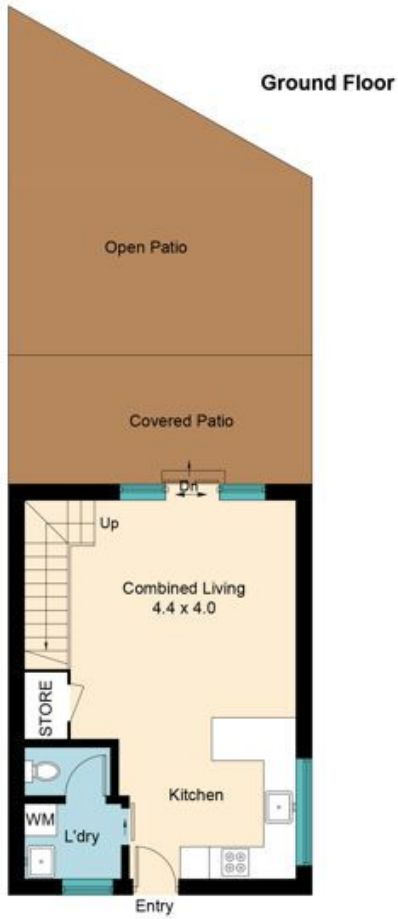 Ground Floor
Open Patio
Covered Patio
Dn
Up
Combined Living
4.4 x 4.0
STORE
Kitchen
WM
L'dry
Entry